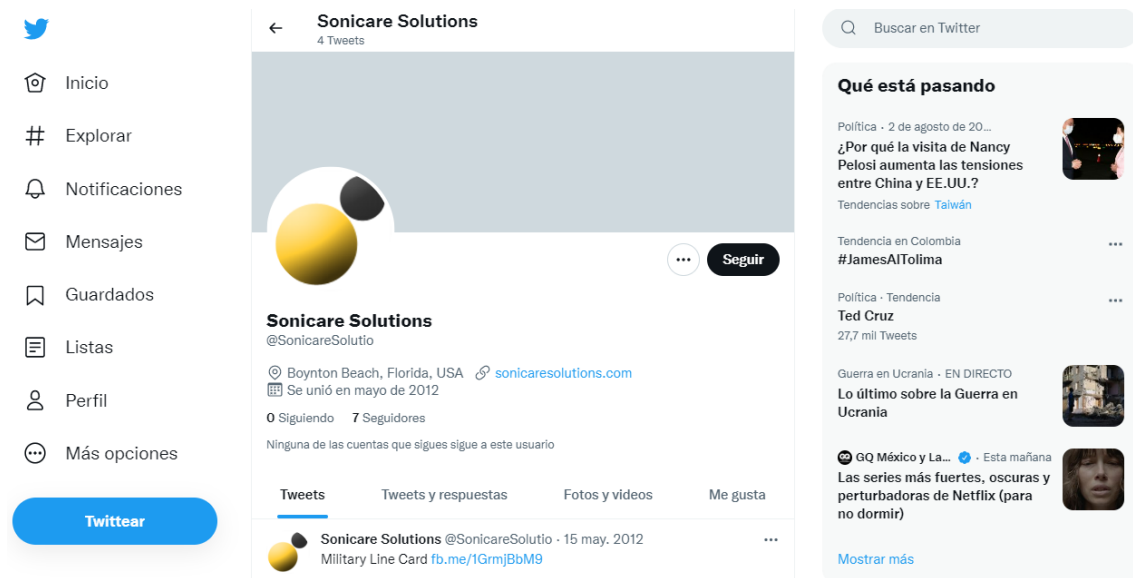 Inicio
Explorar
Notificaciones
Mensajes
Guardados
Listas
Perfil
Más opciones
Twittear
Sonicare Solutions
4 Tweets
Seguir
Sonicare Solutions
@SonicareSolutio
Boynton Beach, Florida, USA sonicaresolutions.com
Se unió en mayo de 2012
0 Siguiendo 7 Seguidores
Ninguna de las cuentas que sigues sigue a este usuario
Tweets Tweets y respuestas Fotos y videos Me gusta
Sonicare Solutions @SonicareSolutio · 15 may. 2012
Military Line Card fb.me/1GrmjBbM9
Buscar en Twitter
Qué está pasando
Política · 2 de agosto de 20...
¿Por qué la visita de Nancy
Pelosi aumenta las tensiones
entre China y EE.UU.?
Tendencias sobre Taiwán
Tendencia en Colombia
#JamesAlTolima
Política · Tendencia
Ted Cruz
27,7 mil Tweets
Guerra en Ucrania · EN DIRECTO
Lo último sobre la Guerra en
Ucrania
GQ México y La... · Esta mañana
Las series más fuertes, oscuras y
perturbadoras de Netflix (para
no dormir)
Mostrar más